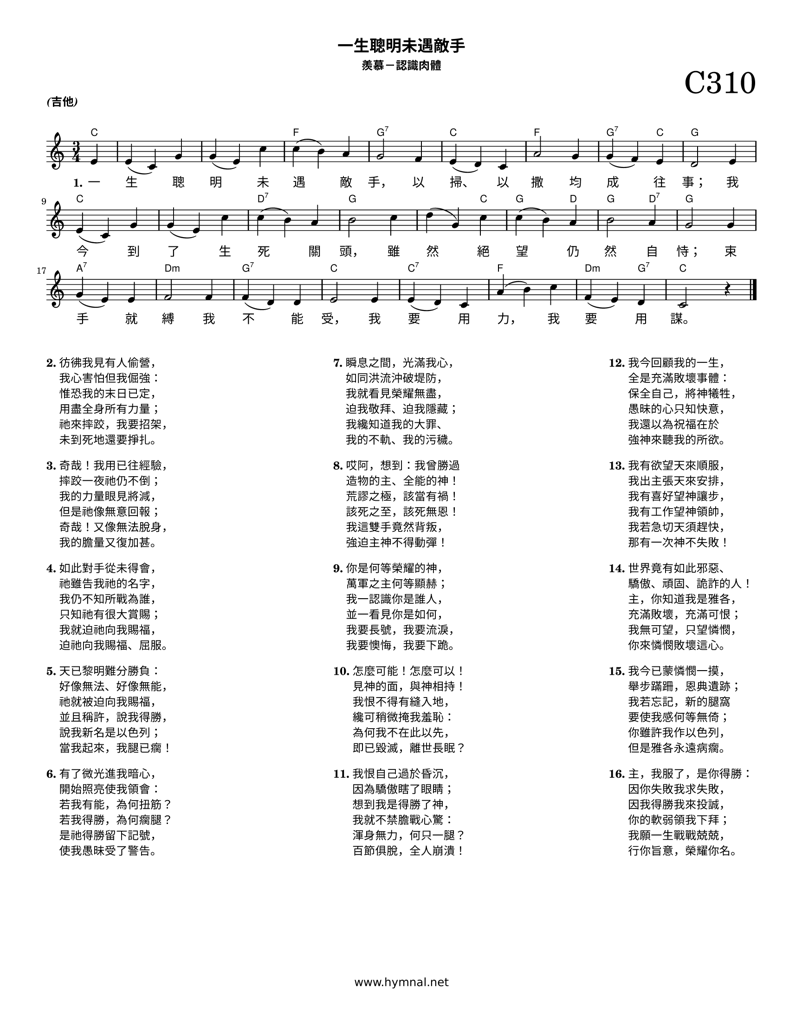 一生聰明未遇敵手
羨慕－認識肉體
C310
(吉他)
C F G7 C F G7 C G
3 4
1. 一 生 聰 明 未 遇 敵 手， 以 掃、 以 撒 均 成 往 事； 我
9 C D7 G C G D G D7 G
今 到 了 生 死 關 頭， 雖 然 絕 望 仍 然 自 恃； 束
17 A7 Dm G7 C C7 F Dm G7 C
手 就 縛 我 不 能 受， 我 要 用 力， 我 要 用 謀。
2. 彷彿我見有人偷營，
我心害怕但我倔強：
惟恐我的末日已定，
用盡全身所有力量；
祂來摔跤，我要招架，
未到死地還要掙扎。
3. 奇哉！我用已往經驗，
摔跤一夜祂仍不倒；
我的力量眼見將減，
但是祂像無意回報；
奇哉！又像無法脫身，
我的膽量又復加甚。
4. 如此對手從未得會，
祂雖告我祂的名字，
我仍不知所戰為誰，
只知祂有很大賞賜；
我就迫祂向我賜福，
迫祂向我賜福、屈服。
5. 天已黎明難分勝負：
好像無法、好像無能，
祂就被迫向我賜福，
並且稱許，說我得勝，
說我新名是以色列；
當我起來，我腿已瘸！
6. 有了微光進我暗心，
開始照亮使我領會：
若我有能，為何扭筋？
若我得勝，為何瘸腿？
是祂得勝留下記號，
使我愚昧受了警告。
7. 瞬息之間，光滿我心，
如同洪流沖破堤防，
我就看見榮耀無盡，
迫我敬拜、迫我隱藏；
我纔知道我的大罪、
我的不軌、我的污穢。
8. 哎阿，想到：我曾勝過
造物的主、全能的神！
荒謬之極，該當有禍！
該死之至，該死無恩！
我這雙手竟然背叛，
強迫主神不得動彈！
9. 你是何等榮耀的神，
萬軍之主何等顯赫；
我一認識你是誰人，
並一看見你是如何，
我要長號，我要流淚，
我要懊悔，我要下跪。
10. 怎麼可能！怎麼可以！
見神的面，與神相持！
我恨不得有縫入地，
纔可稍微掩我羞恥：
為何我不在此以先，
即已毀滅，離世長眠？
11. 我恨自己過於昏沉，
因為驕傲瞎了眼睛；
想到我是得勝了神，
我就不禁膽戰心驚：
渾身無力，何只一腿？
百節俱脫，全人崩潰！
12. 我今回顧我的一生，
全是充滿敗壞事體：
保全自己，將神犧牲，
愚昧的心只知快意，
我還以為祝福在於
強神來聽我的所欲。
13. 我有欲望天來順服，
我出主張天來安排，
我有喜好望神讓步，
我有工作望神領帥，
我若急切天須趕快，
那有一次神不失敗！
14. 世界竟有如此邪惡、
驕傲、頑固、詭詐的人！
主，你知道我是雅各，
充滿敗壞，充滿可恨；
我無可望，只望憐憫，
你來憐憫敗壞這心。
15. 我今已蒙憐憫一摸，
舉步蹣跚，恩典遺跡；
我若忘記，新的腿窩
要使我感何等無倚；
你雖許我作以色列，
但是雅各永遠病瘸。
16. 主，我服了，是你得勝：
因你失敗我求失敗，
因我得勝我來投誠，
你的軟弱領我下拜；
我願一生戰戰兢兢，
行你旨意，榮耀你名。
www.hymnal.net